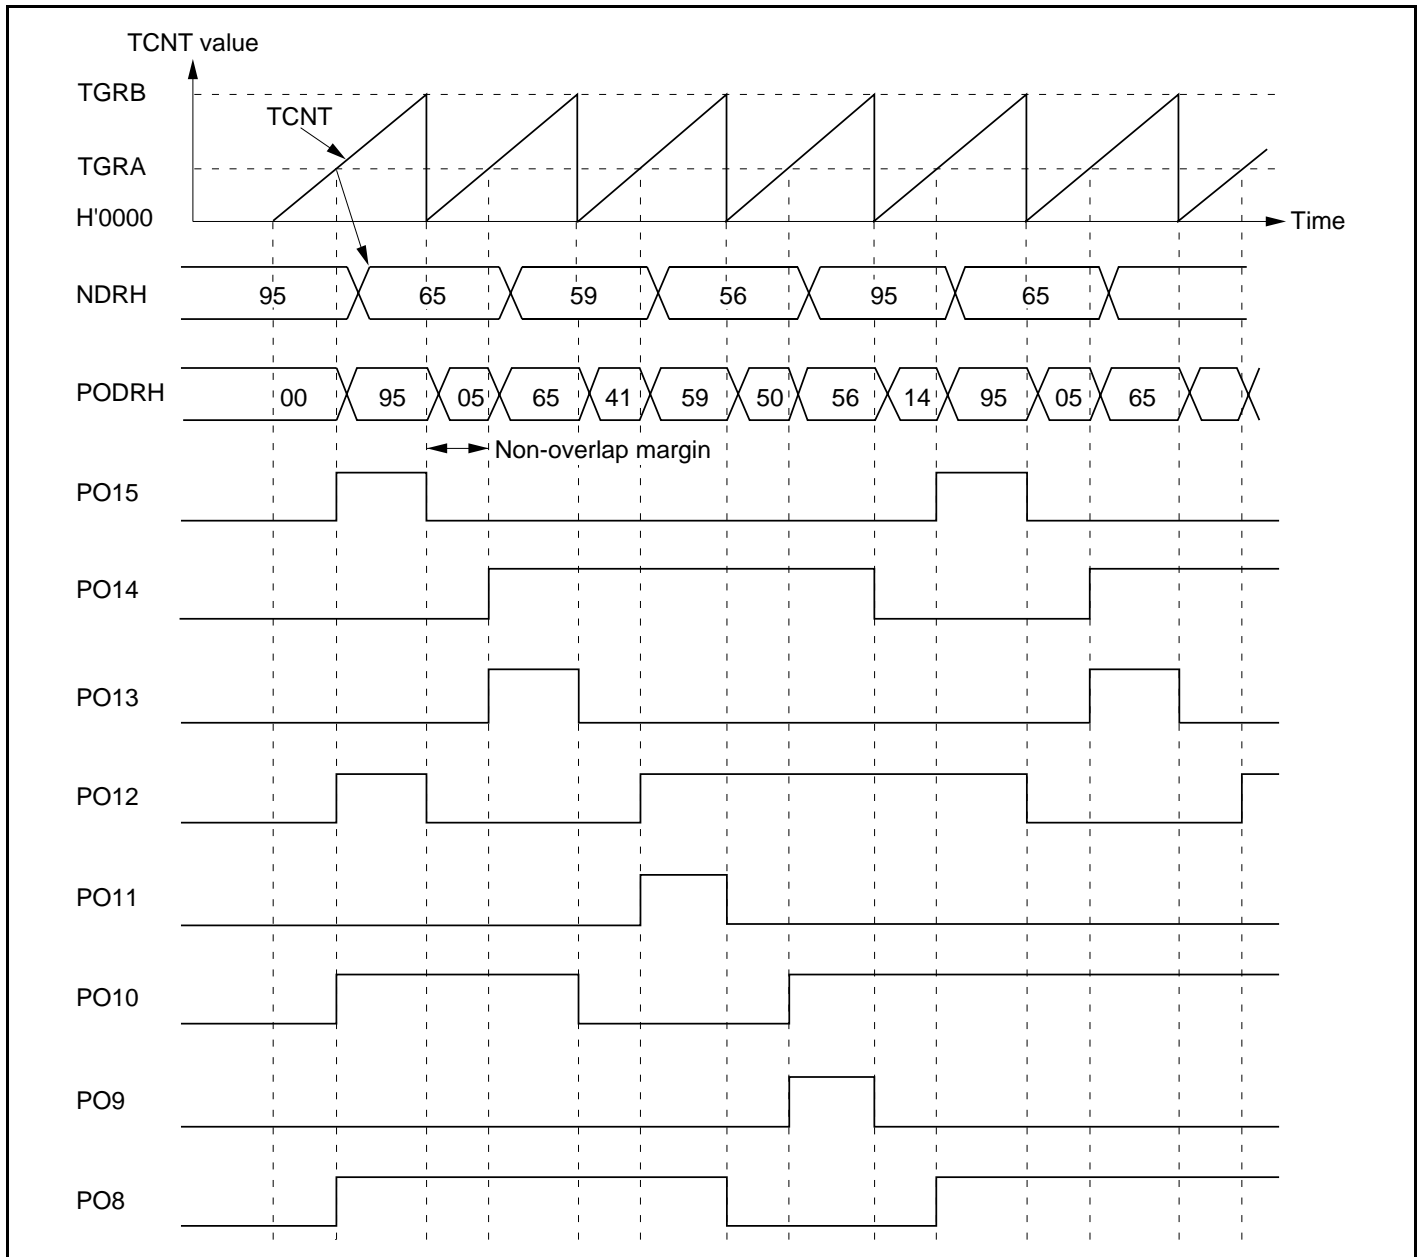 TCNT value
TGRB
TCNT
TGRA
H'0000
Time
NDRH 95 65 59 56 95 65
PODRH 00 95 05 65 41 59 50 56 14 95 05 65
Non-overlap margin
PO15
PO14
PO13
PO12
PO11
PO10
PO9
PO8